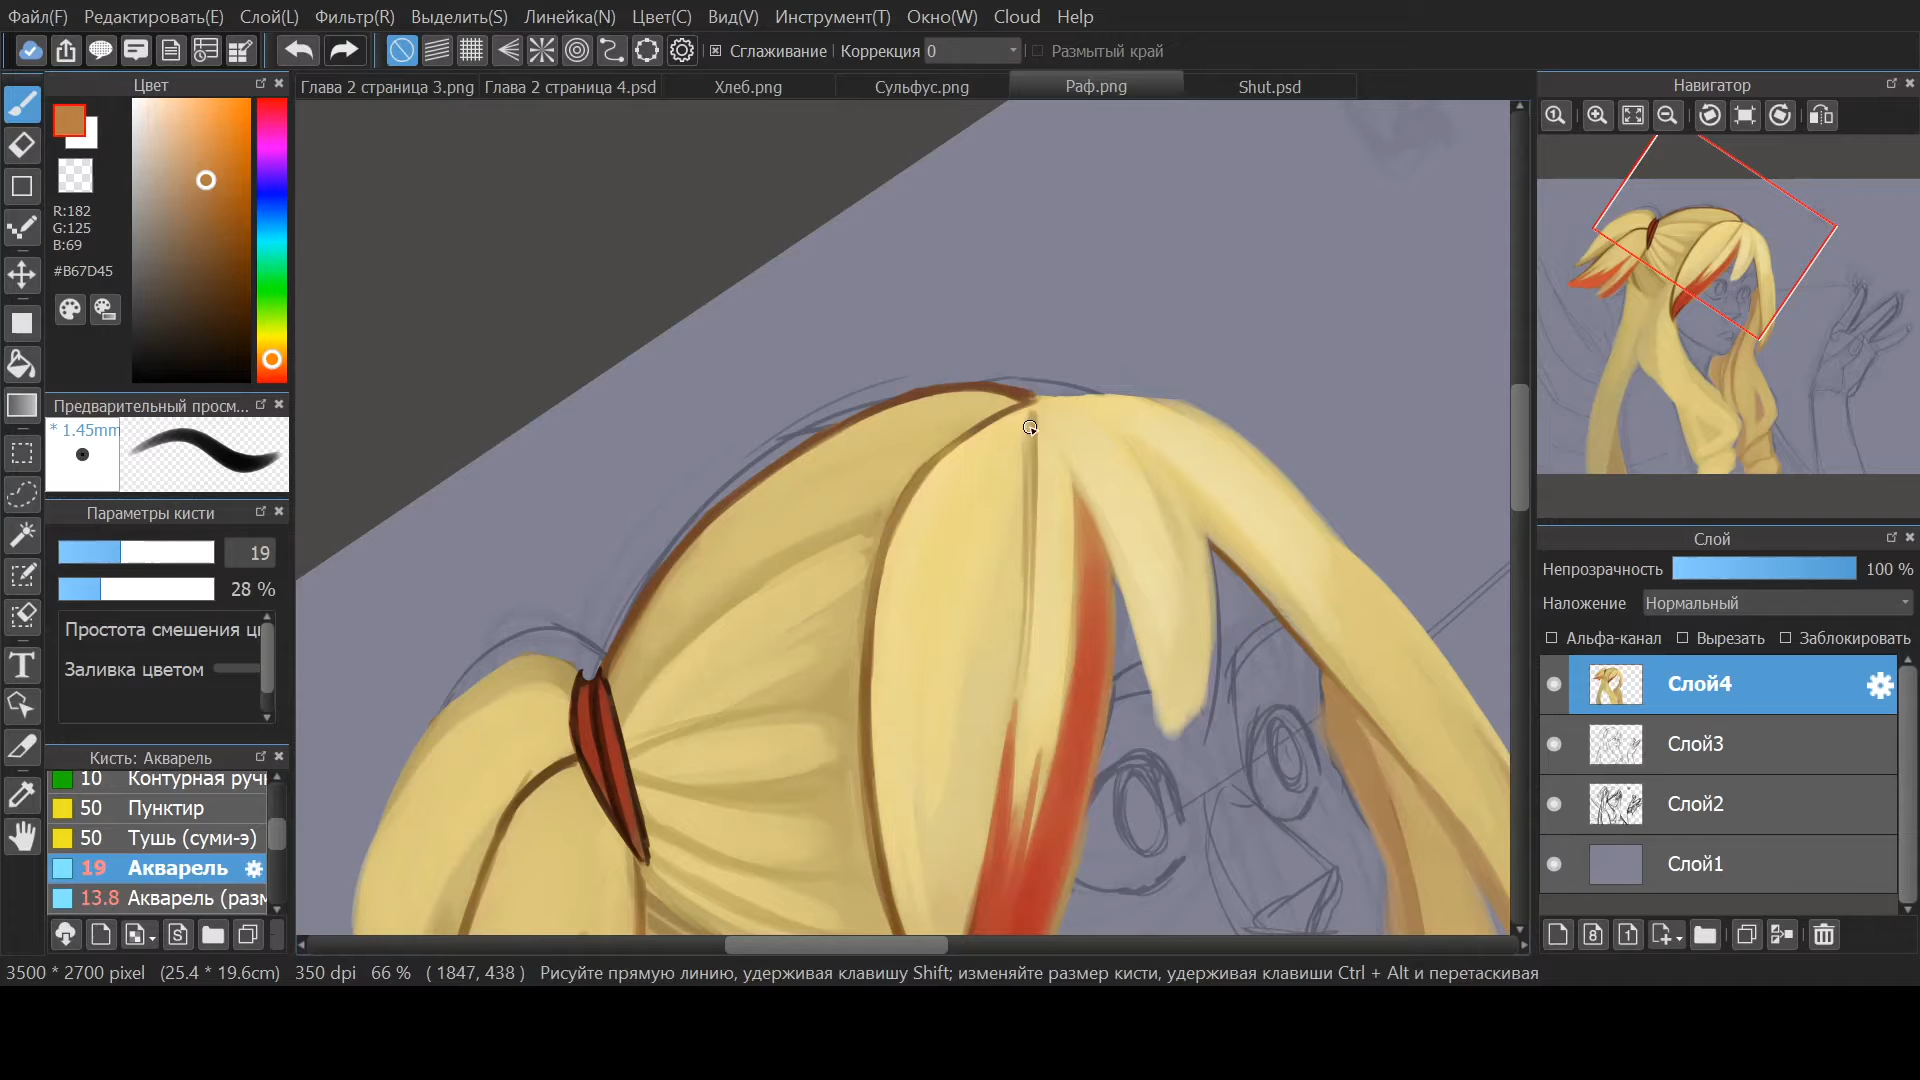 Файл(F) Редактировать(E) Слой(L) Фильтр(R) Выделить(S) Линейка(N) Цвет(C) Вид(V) Инструмент(T) Окно(W) Cloud Help
Сглаживание Коррекция 0 Размытый край
Цвет
Глава 2 страница 3.png Глава 2 страница 4.psd Хлеб.png Сульфус.png Раф.png Shut.psd
Навигатор
R:182
G:125
B:69
#B67D45
Предварительный просм...
* 1.45mm
Параметры кисти
19
28 %
Простота смешения
Заливка цветом
Кисть: Акварель
10 Контурная
50 Пунктир
50 Тушь (суми-э)
19 Акварель
13.8 Акварель
Слой
Непрозрачность 100 %
Наложение Нормальный
Альфа-канал Вырезать Заблокировать
Слой4
Слой3
Слой2
Слой1
3500 * 2700 pixel (25.4 * 19.6cm) 350 dpi 66 % ( 1847, 438 ) Рисуйте прямую линию, удерживая клавишу Shift; изменяйте размер кисти, удерживая клавиши Ctrl + Alt и перетаскивая